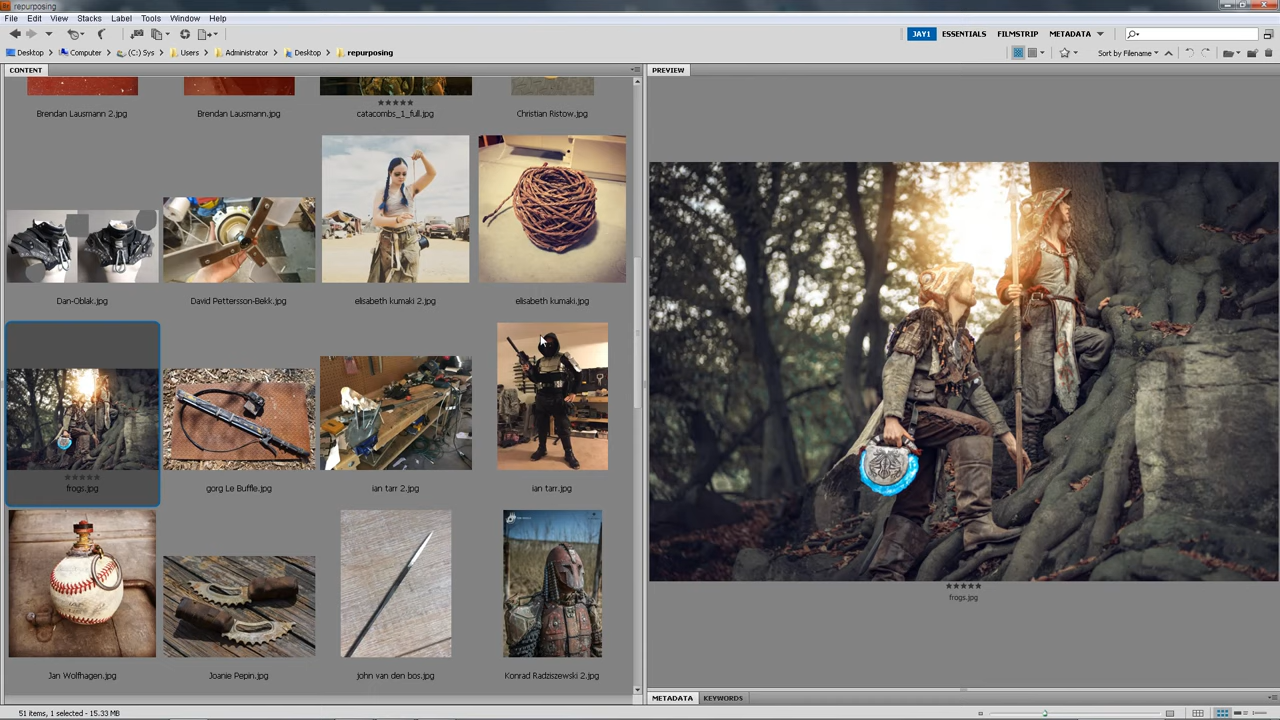 Br repurposing
File Edit View Stacks Label Tools Window Help
JAY1 ESSENTIALS FILMSTRIP METADATA
Desktop Computer (C:) Sys Users Administrator Desktop repurposing
Sort by Filename
CONTENT
PREVIEW
Brendan Lausmann 2.jpg
Brendan Lausmann.jpg
catacombs_1_full.jpg
Christian Ristow.jpg
Dan-Oblak.jpg
David Pettersson-Bekk.jpg
elisabeth kumaki 2.jpg
elisabeth kumaki.jpg
frogs.jpg
gorg Le Buffle.jpg
ian tarr 2.jpg
ian tarr.jpg
Jan Wolfhagen.jpg
Joanie Pepin.jpg
john van den bos.jpg
Konrad Radziszewski 2.jpg
frogs.jpg
METADATA KEYWORDS
51 items, 1 selected - 15.33 MB